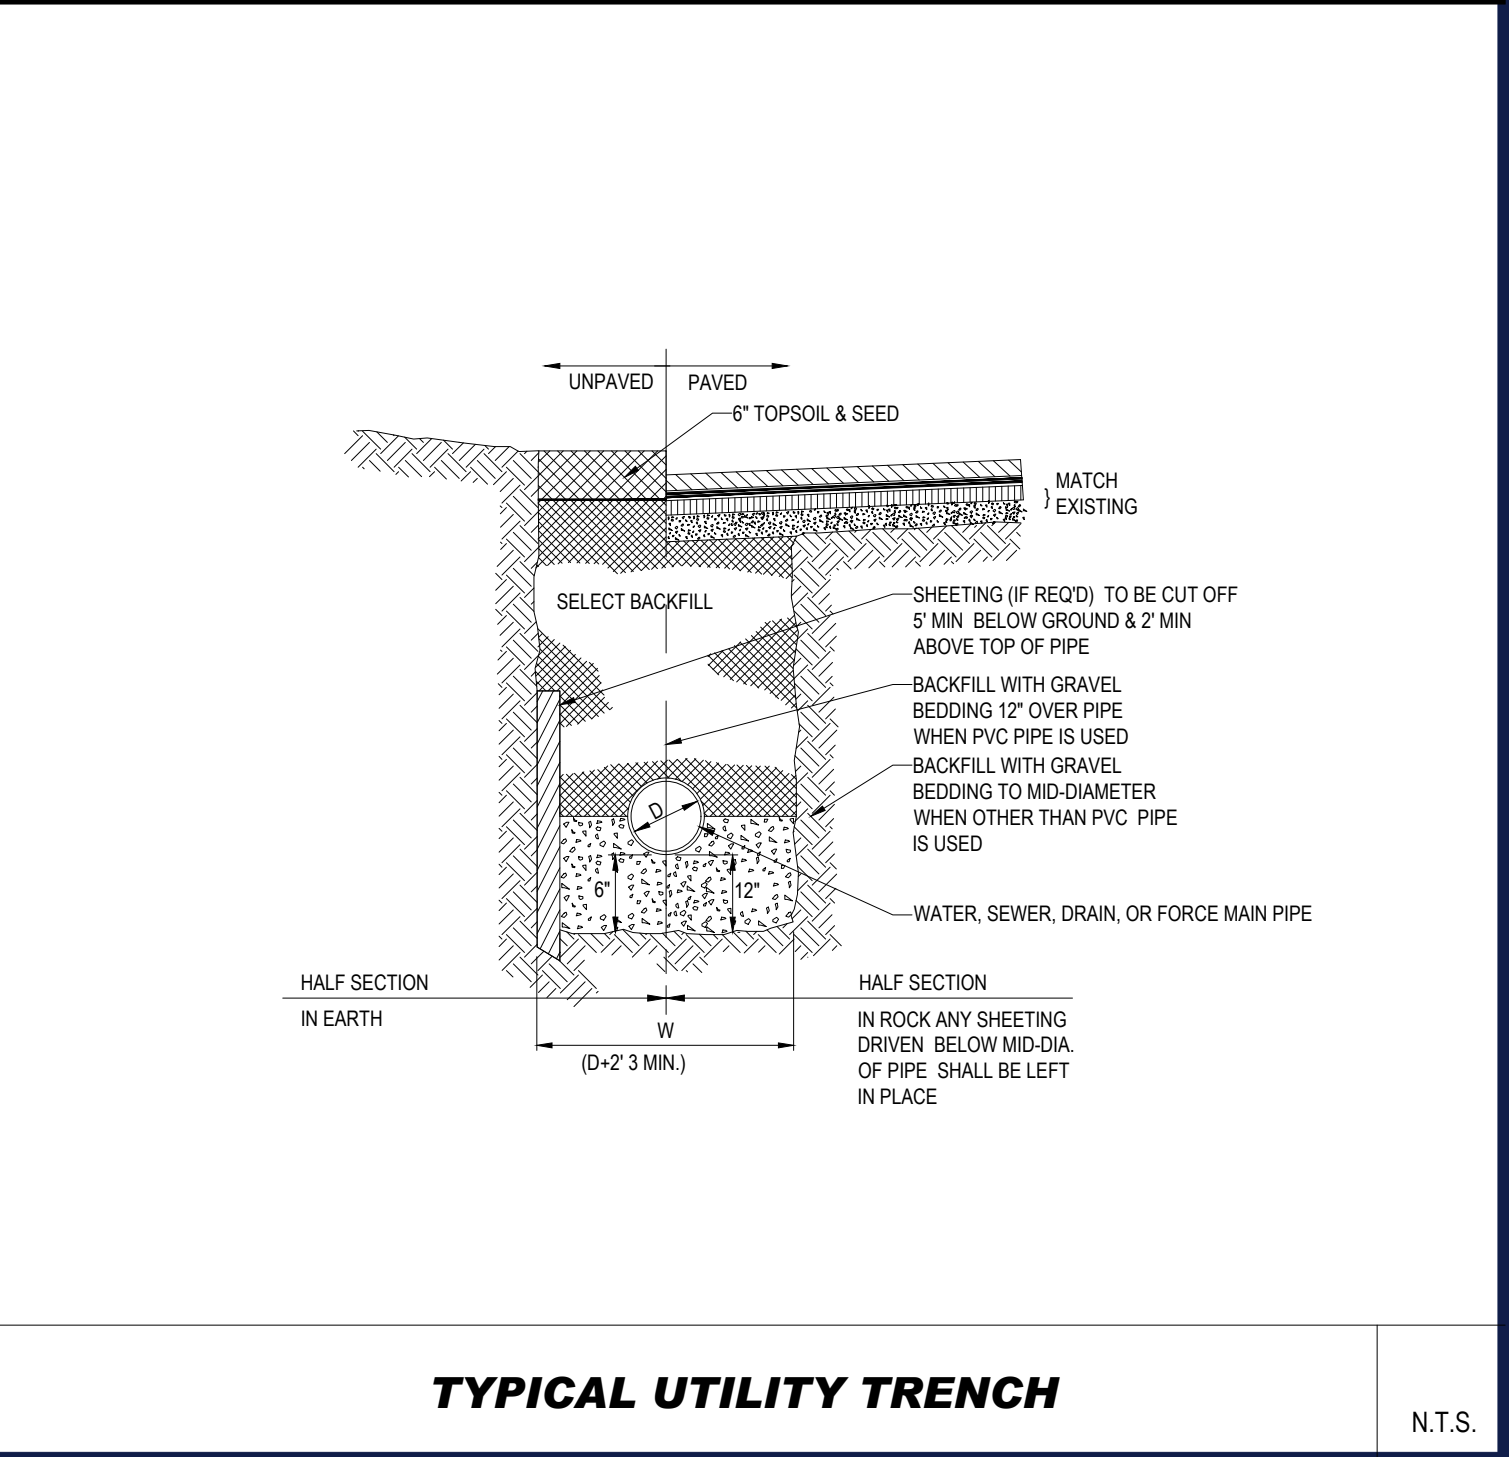 UNPAVED PAVED
6" TOPSOIL & SEED
MATCH
} EXISTING
SELECT BACKFILL
SHEETING (IF REQ'D) TO BE CUT OFF
5' MIN BELOW GROUND & 2' MIN
ABOVE TOP OF PIPE
BACKFILL WITH GRAVEL
BEDDING 12" OVER PIPE
WHEN PVC PIPE IS USED
BACKFILL WITH GRAVEL
BEDDING TO MID-DIAMETER
WHEN OTHER THAN PVC PIPE
IS USED
D
6" 12"
WATER, SEWER, DRAIN, OR FORCE MAIN PIPE
HALF SECTION
IN EARTH
HALF SECTION
IN ROCK ANY SHEETING
DRIVEN BELOW MID-DIA.
OF PIPE SHALL BE LEFT
IN PLACE
W
(D+2' 3 MIN.)
TYPICAL UTILITY TRENCH
N.T.S.